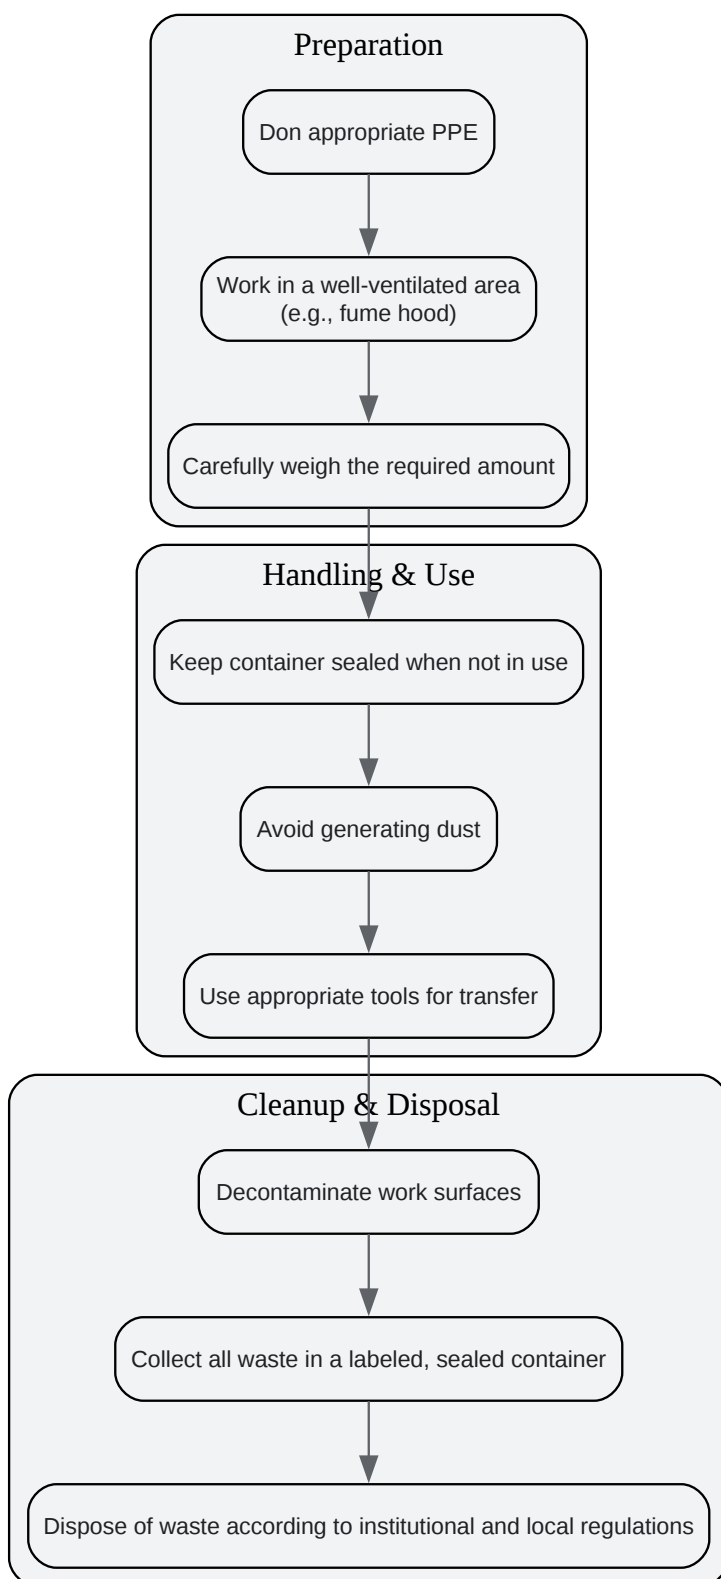 Preparation
Don appropriate PPE
Work in a well-ventilated area
(e.g., fume hood)
Carefully weigh the required amount
Handling & Use
Keep container sealed when not in use
Avoid generating dust
Use appropriate tools for transfer
Cleanup & Disposal
Decontaminate work surfaces
Collect all waste in a labeled, sealed container
Dispose of waste according to institutional and local regulations